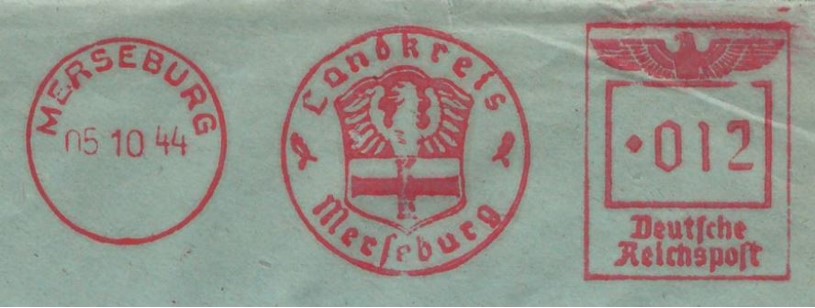 MERSEBURG
05 10 44
Landkreis
Merseburg
012
Deutsche
Reichspost